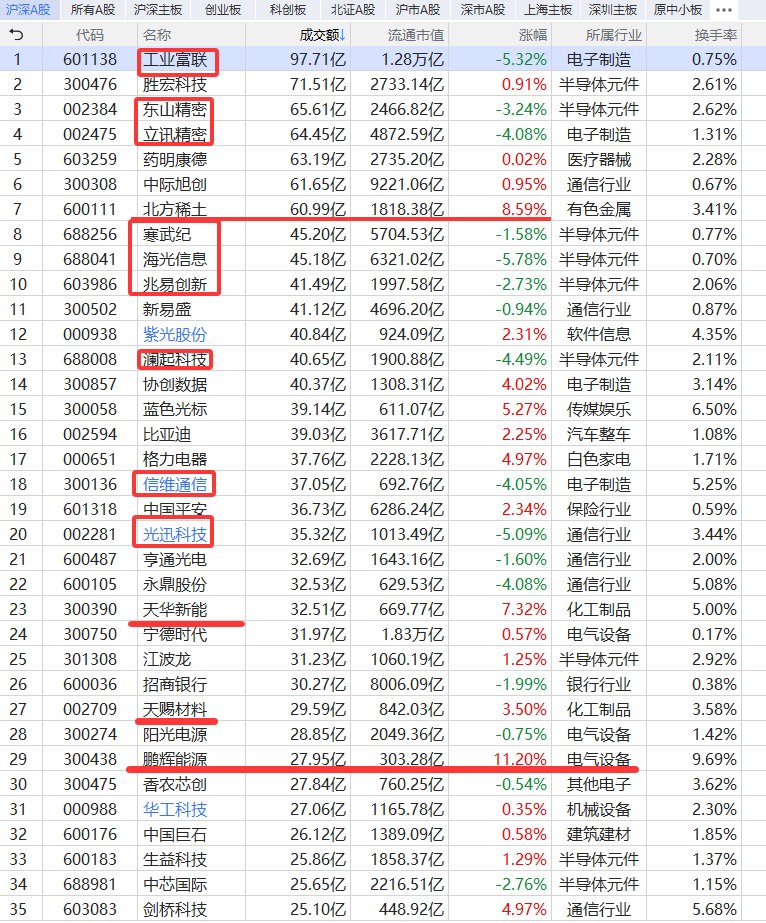 沪深A股 所有A股 沪深主板 创业板 科创板 北证A股 沪市A股 深市A股 上海主板 深圳主板 原中小板 •••
代码 名称 成交额↓ 流通市值 涨幅 所属行业 换手率
1 601138 工业富联 97.71亿 1.28万亿 -5.32% 电子制造 0.75%
2 300476 胜宏科技 71.51亿 2733.14亿 0.91% 半导体元件 2.61%
3 002384 东山精密 65.61亿 2466.82亿 -3.24% 半导体元件 2.62%
4 002475 立讯精密 64.45亿 4872.59亿 -4.08% 电子制造 1.31%
5 603259 药明康德 63.19亿 2735.20亿 0.02% 医疗器械 2.28%
6 300308 中际旭创 61.65亿 9221.06亿 0.95% 通信行业 0.67%
7 600111 北方稀土 60.99亿 1818.38亿 8.59% 有色金属 3.41%
8 688256 寒武纪 45.20亿 5704.53亿 -1.58% 半导体元件 0.77%
9 688041 海光信息 45.18亿 6321.02亿 -5.78% 半导体元件 0.70%
10 603986 兆易创新 41.49亿 1997.58亿 -2.73% 半导体元件 2.06%
11 300502 新易盛 41.12亿 4696.20亿 -0.94% 通信行业 0.87%
12 000938 紫光股份 40.84亿 924.09亿 2.31% 软件信息 4.35%
13 688008 澜起科技 40.65亿 1900.88亿 -4.49% 半导体元件 2.11%
14 300857 协创数据 40.37亿 1308.31亿 4.02% 电子制造 3.14%
15 300058 蓝色光标 39.14亿 611.07亿 5.27% 传媒娱乐 6.50%
16 002594 比亚迪 39.03亿 3617.71亿 2.25% 汽车整车 1.08%
17 000651 格力电器 37.76亿 2228.13亿 4.97% 白色家电 1.71%
18 300136 信维通信 37.05亿 692.76亿 -4.05% 电子制造 5.25%
19 601318 中国平安 36.73亿 6286.24亿 2.34% 保险行业 0.59%
20 002281 光迅科技 35.32亿 1013.49亿 -5.09% 通信行业 3.44%
21 600487 亨通光电 32.69亿 1643.16亿 -1.60% 通信行业 2.00%
22 600105 永鼎股份 32.53亿 629.53亿 -4.08% 通信行业 5.08%
23 300390 天华新能 32.51亿 669.77亿 7.32% 化工制品 5.00%
24 300750 宁德时代 31.97亿 1.83万亿 0.57% 电气设备 0.17%
25 301308 江波龙 31.23亿 1060.19亿 1.25% 半导体元件 2.92%
26 600036 招商银行 30.27亿 8006.09亿 -1.99% 银行行业 0.38%
27 002709 天赐材料 29.59亿 842.03亿 3.50% 化工制品 3.58%
28 300274 阳光电源 28.85亿 2049.36亿 -0.75% 电气设备 1.42%
29 300438 鹏辉能源 27.95亿 303.28亿 11.20% 电气设备 9.69%
30 300475 香农芯创 27.84亿 760.25亿 -0.54% 其他电子 3.62%
31 000988 华工科技 27.06亿 1165.78亿 0.35% 机械设备 2.30%
32 600176 中国巨石 26.12亿 1389.09亿 0.58% 建筑建材 1.85%
33 600183 生益科技 25.86亿 1858.37亿 1.29% 半导体元件 1.37%
34 688981 中芯国际 25.65亿 2216.51亿 -2.76% 半导体元件 1.15%
35 603083 剑桥科技 25.10亿 448.92亿 4.97% 通信行业 5.68%